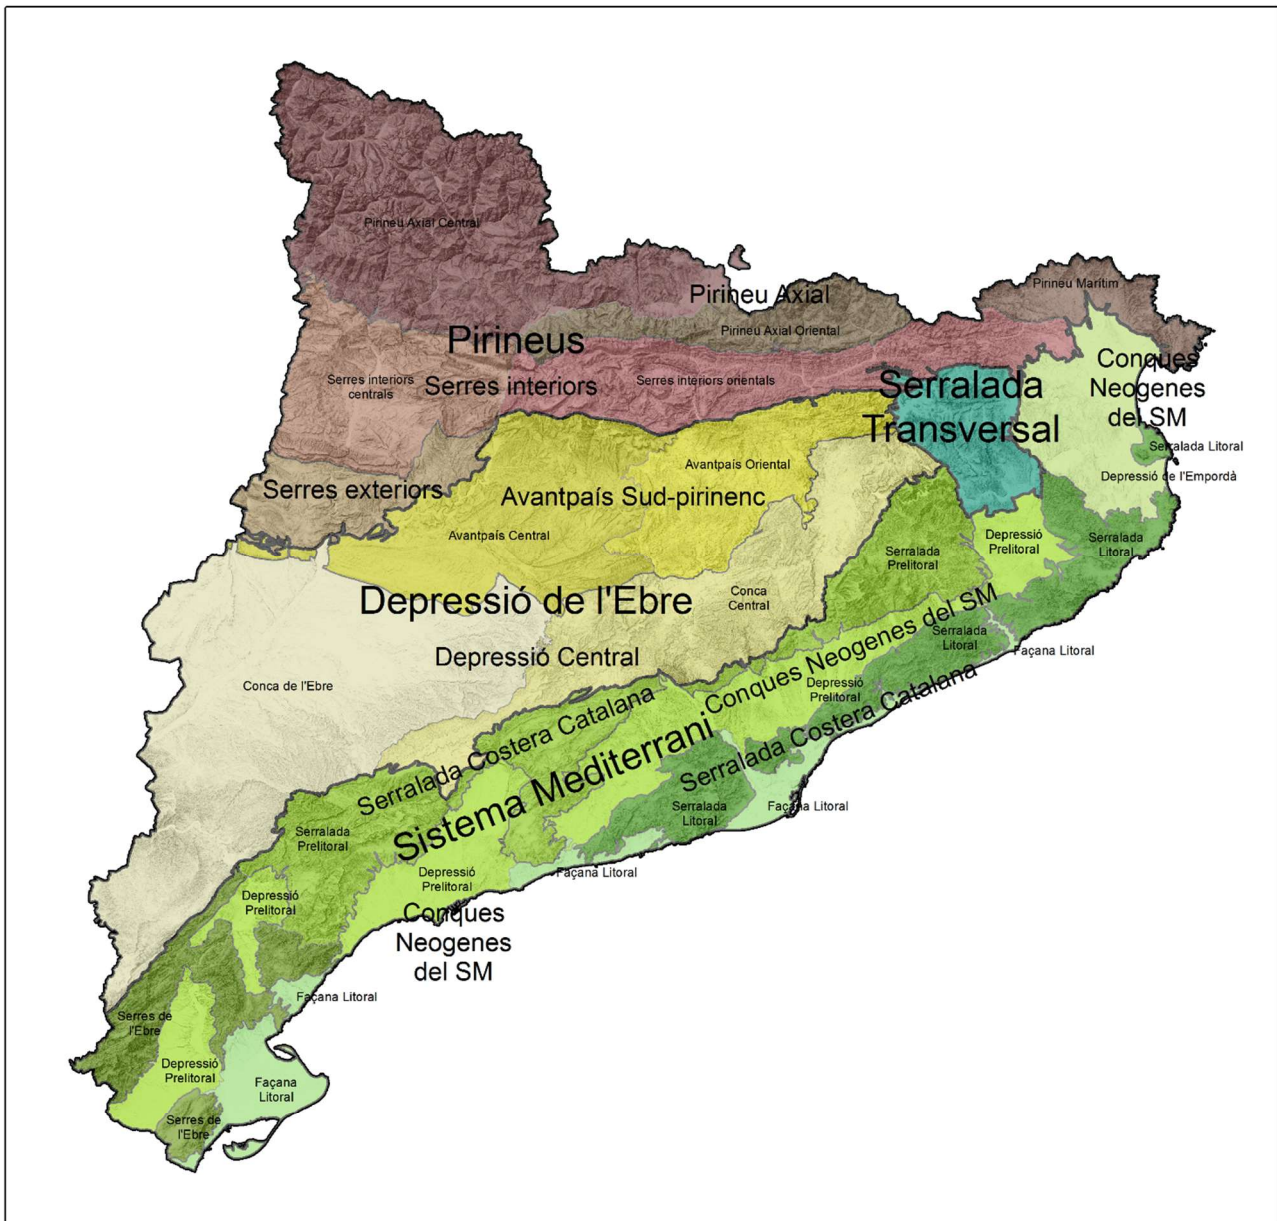 Pirineu Axial Central
Pirineu Marítim
Pirineu Axial
Pirineu Axial Oriental
Pirineus
Conques
Neogenes
del SM
Serres interiors
centrals
Serres interiors
Serres interiors orientals
Serralada
Transversal
Serralada Litoral
Avantpaís Oriental
Depressió de l'Empordà
Serres exteriors
Avantpaís Sud-pirinenc
Avantpaís Central
Depressió
Prelitoral
Serralada
Litoral
Serralada
Prelitoral
Depressió de l'Ebre
Conca
Central
Conques Neogenes del SM
Serralada
Litoral
Façana Litoral
Depressió Central
Conca de l'Ebre
Depressió
Prelitoral
Serralada Costera Catalana
Serralada Costera Catalana
Sistema Mediterrani
Serralada
Litoral
Façana Litoral
Serralada
Prelitoral
Depressió
Prelitoral
Façana Litoral
Depressió
Prelitoral
Conques
Neogenes
del SM
Façana Litoral
Serres de
l'Ebre
Depressió
Prelitoral
Façana
Litoral
Serres de
l'Ebre